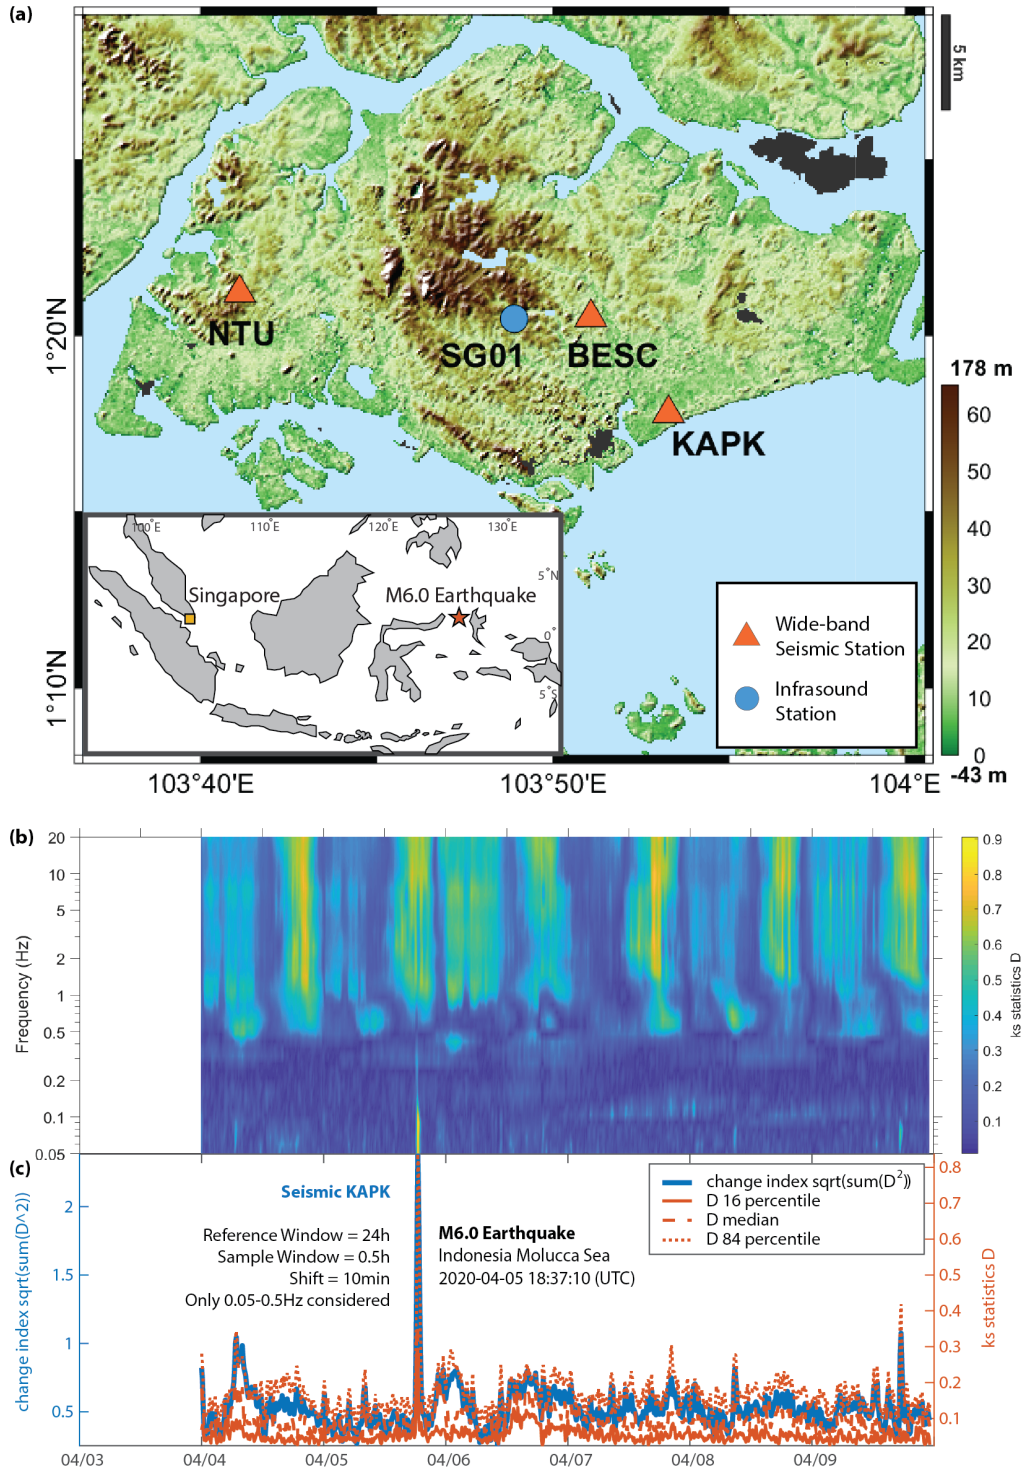 (a)
5 km
1°20'N
NTU
SG01
BESC
KAPK
178 m
60
50
40
30
20
10
0
-43 m
100°E
110°E
120°E
130°E
5°N
0°
5°S
Singapore
M6.0 Earthquake
Wide-band
Seismic Station
Infrasound
Station
1°10'N
103°40'E
103°50'E
104°E
(b)
20
10
5
2
1
0.5
0.2
0.1
0.05
Frequency (Hz)
0.9
0.8
0.7
0.6
0.5
0.4
0.3
0.2
0.1
ks statistics D
(c)
change index sqrt(sum(D^2))
2
1.5
1
0.5
Seismic KAPK
Reference Window = 24h
Sample Window = 0.5h
Shift = 10min
Only 0.05-0.5Hz considered
M6.0 Earthquake
Indonesia Molucca Sea
2020-04-05 18:37:10 (UTC)
change index sqrt(sum(D²))
D 16 percentile
D median
D 84 percentile
0.8
0.7
0.6
0.5
0.4
0.3
0.2
0.1
ks statistics D
04/03
04/04
04/05
04/06
04/07
04/08
04/09